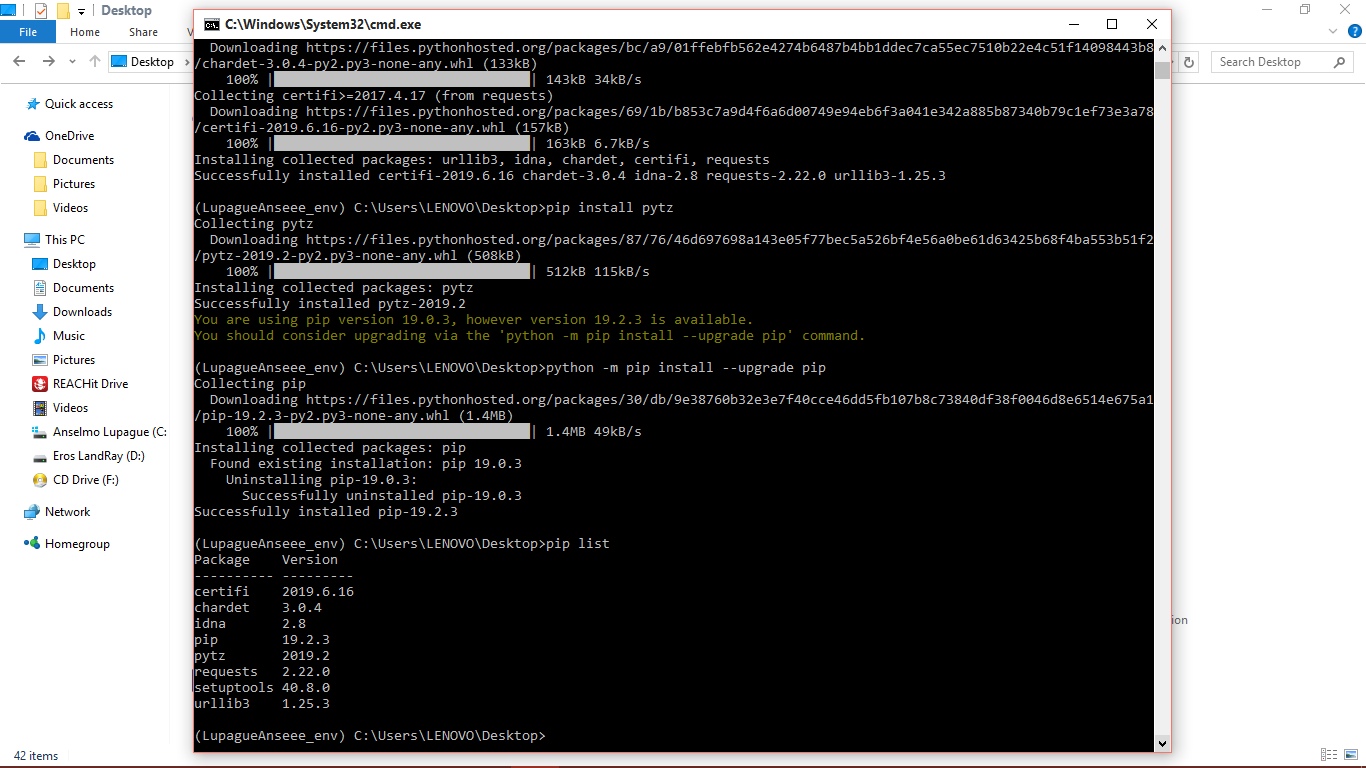 Desktop
File
Home
Share
V
Desktop
Search Desktop
Quick access
OneDrive
Documents
Pictures
Videos
This PC
Desktop
Documents
Downloads
Music
Pictures
REACHit Drive
Videos
Anselmo Lupague (C:
Eros LandRay (D:)
CD Drive (F:)
Network
Homegroup
42 items
ion
C:\Windows\System32\cmd.exe
  Downloading https://files.pythonhosted.org/packages/bc/a9/01ffebfb562e4274b6487b4bb1ddec7ca55ec7510b22e4c51f14098443b8
/chardet-3.0.4-py2.py3-none-any.whl (133kB)
    100% |████████████████████████████████| 143kB 34kB/s
Collecting certifi>=2017.4.17 (from requests)
  Downloading https://files.pythonhosted.org/packages/69/1b/b853c7a9d4f6a6d00749e94eb6f3a041e342a885b87340b79c1ef73e3a78
/certifi-2019.6.16-py2.py3-none-any.whl (157kB)
    100% |████████████████████████████████| 163kB 6.7kB/s
Installing collected packages: urllib3, idna, chardet, certifi, requests
Successfully installed certifi-2019.6.16 chardet-3.0.4 idna-2.8 requests-2.22.0 urllib3-1.25.3
(LupagueAnseee_env) C:\Users\LENOVO\Desktop>pip install pytz
Collecting pytz
  Downloading https://files.pythonhosted.org/packages/87/76/46d697698a143e05f77bec5a526bf4e56a0be61d63425b68f4ba553b51f2
/pytz-2019.2-py2.py3-none-any.whl (508kB)
    100% |████████████████████████████████| 512kB 115kB/s
Installing collected packages: pytz
Successfully installed pytz-2019.2
You are using pip version 19.0.3, however version 19.2.3 is available.
You should consider upgrading via the 'python -m pip install --upgrade pip' command.
(LupagueAnseee_env) C:\Users\LENOVO\Desktop>python -m pip install --upgrade pip
Collecting pip
  Downloading https://files.pythonhosted.org/packages/30/db/9e38760b32e3e7f40cce46dd5fb107b8c73840df38f0046d8e6514e675a1
/pip-19.2.3-py2.py3-none-any.whl (1.4MB)
    100% |████████████████████████████████| 1.4MB 49kB/s
Installing collected packages: pip
  Found existing installation: pip 19.0.3
    Uninstalling pip-19.0.3:
      Successfully uninstalled pip-19.0.3
Successfully installed pip-19.2.3
(LupagueAnseee_env) C:\Users\LENOVO\Desktop>pip list
Package    Version
---------- ---------
certifi    2019.6.16
chardet    3.0.4
idna       2.8
pip        19.2.3
pytz       2019.2
requests   2.22.0
setuptools 40.8.0
urllib3    1.25.3
(LupagueAnseee_env) C:\Users\LENOVO\Desktop>